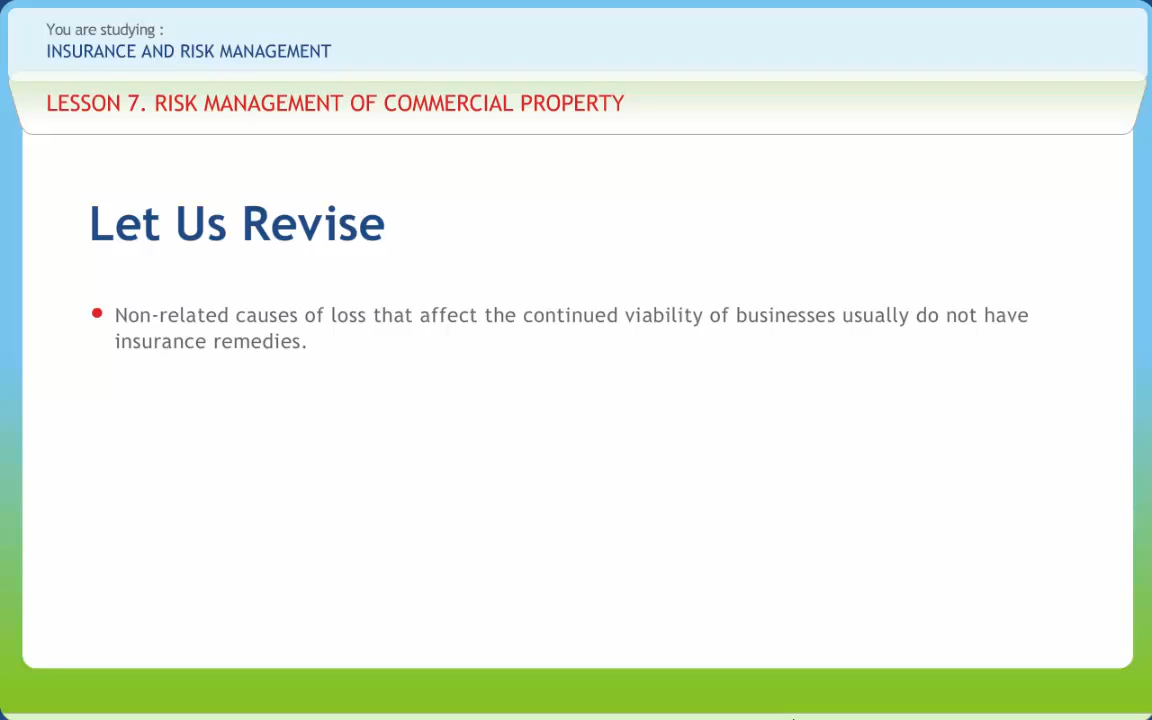 You are studying :
INSURANCE AND RISK MANAGEMENT
LESSON 7. RISK MANAGEMENT OF COMMERCIAL PROPERTY
Let Us Revise
Non-related causes of loss that affect the continued viability of businesses usually do not have
insurance remedies.